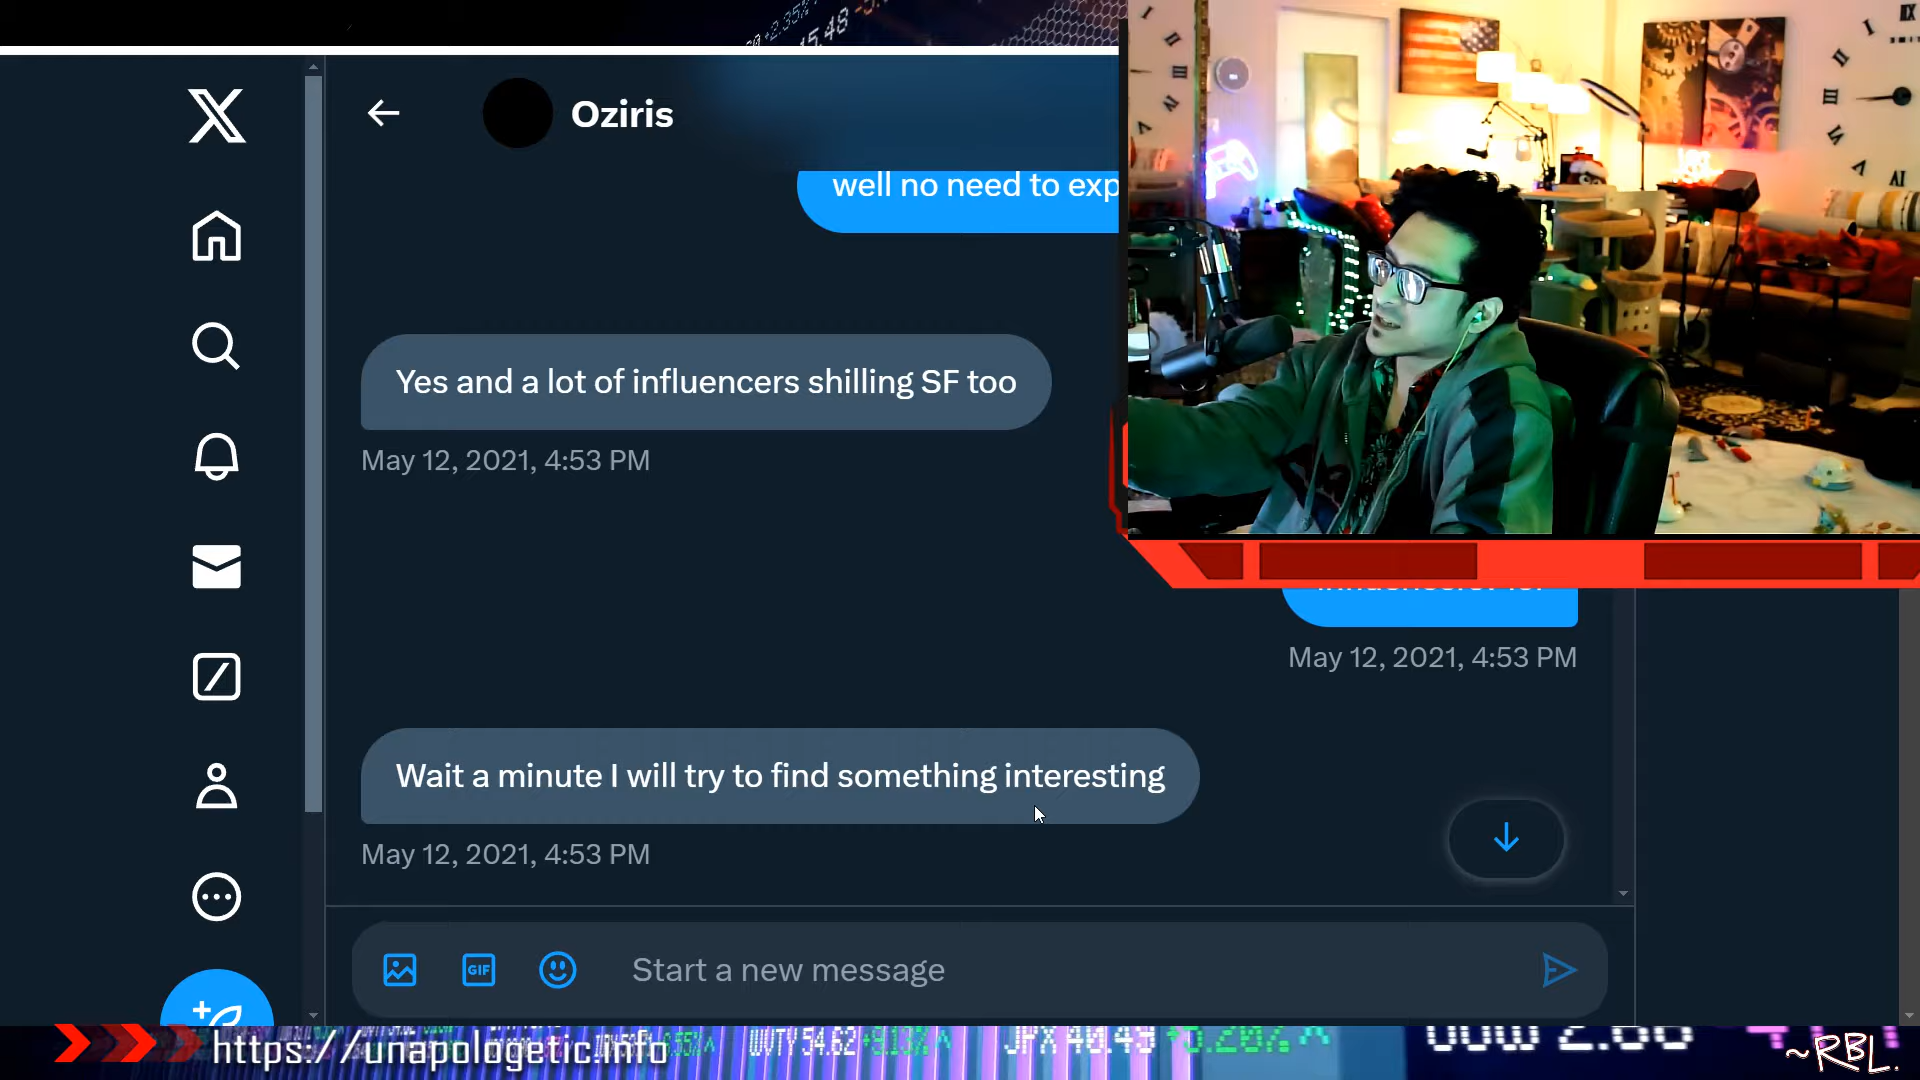 Oziris
well no need to exp
Yes and a lot of influencers shilling SF too
May 12, 2021, 4:53 PM
May 12, 2021, 4:53 PM
Wait a minute I will try to find something interesting
May 12, 2021, 4:53 PM
GIF
Start a new message
https://unapologetic.info
~RBL.